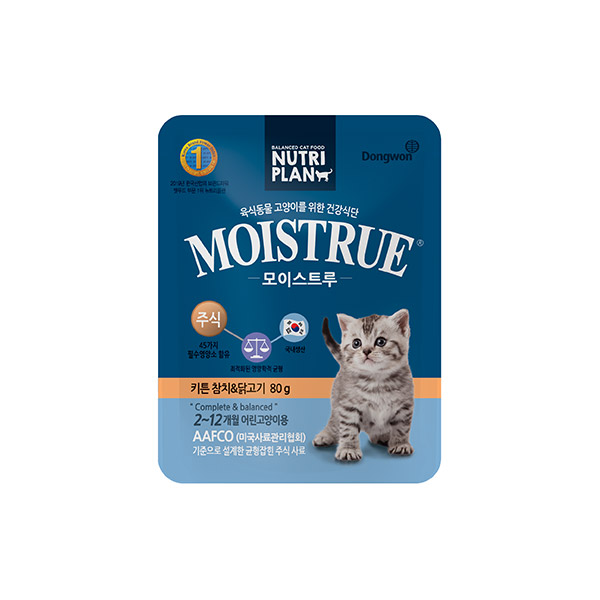 BALANCED CAT FOOD
NUTRI
PLAN
Dongwon
1
육식동물 고양이를 위한 건강식단
MOISTRUE®
모이스트루
주식
45가지
필수영양소 함유
최적화된 영양학적 균형
국내생산
키튼 참치&닭고기 80 g
" Complete & balanced "
2~12개월 어린고양이용
AAFCO (미국사료관리협회)
기준으로 설계한 균형잡힌 주식 사료